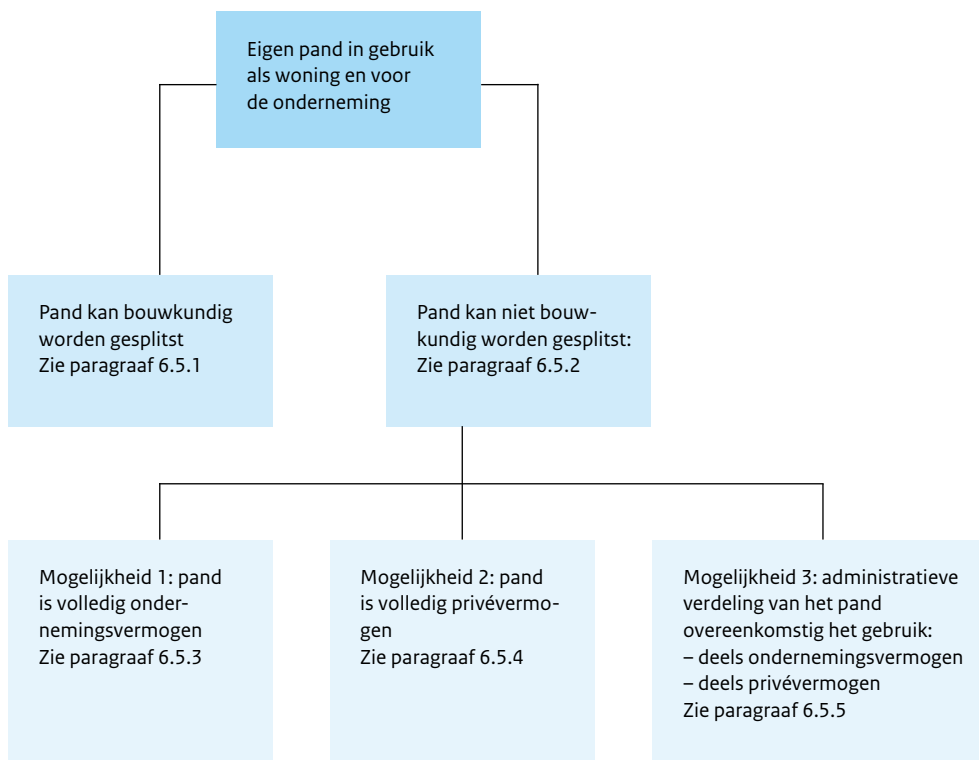 Eigen pand in gebruik
als woning en voor
de onderneming
Pand kan bouwkundig
worden gesplitst
Zie paragraaf 6.5.1
Pand kan niet bouw-
kundig worden gesplitst:
Zie paragraaf 6.5.2
Mogelijkheid 1: pand
is volledig onder-
nemingsvermogen
Zie paragraaf 6.5.3
Mogelijkheid 2: pand
is volledig privévermo-
gen
Zie paragraaf 6.5.4
Mogelijkheid 3: administratieve
verdeling van het pand
overeenkomstig het gebruik:
– deels ondernemingsvermogen
– deels privévermogen
Zie paragraaf 6.5.5